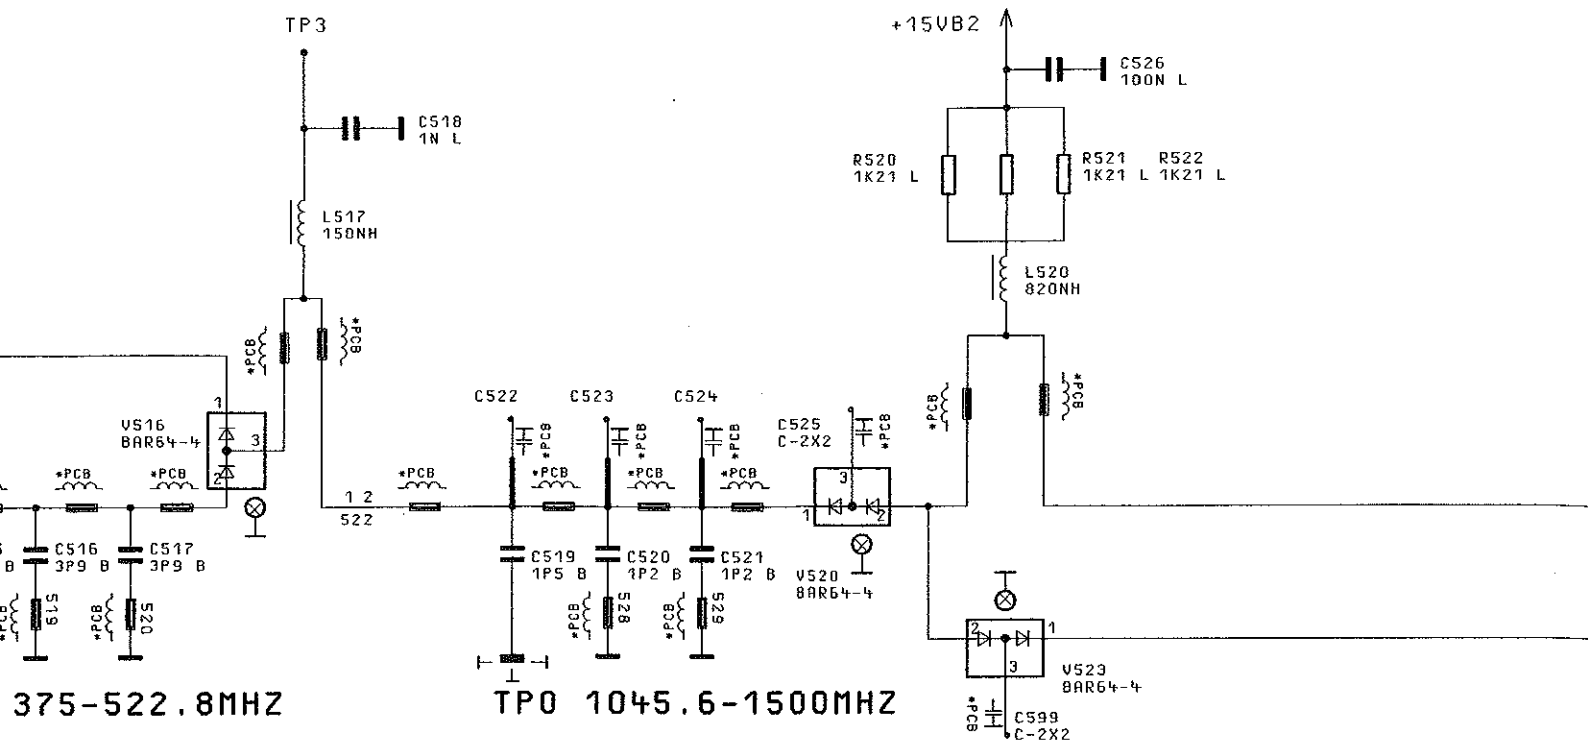 TP3
+15VB2
C526
100N L
C518
1N L
R520
1K21 L
R521
1K21 L
R522
1K21 L
L517
150NH
L520
820NH
*PCB
*PCB
*PCB
*PCB
V516
BAR64-4
1
3
2
*PCB
*PCB
C522
*PCB
C523
*PCB
C524
*PCB
C525
C-2X2
*PCB
*PCB
*PCB
*PCB
*PCB
1 2
522
3
1
2
B
C516
3P9 B
C517
3P9 B
C519
1P5 B
C520
1P2 B
C521
1P2 B
V520
BAR64-4
*PCB
519
*PCB
520
*PCB
528
*PCB
529
2
1
3
V523
BAR64-4
*PCB
C599
C-2X2
375-522.8MHZ
TP0 1045.6-1500MHZ